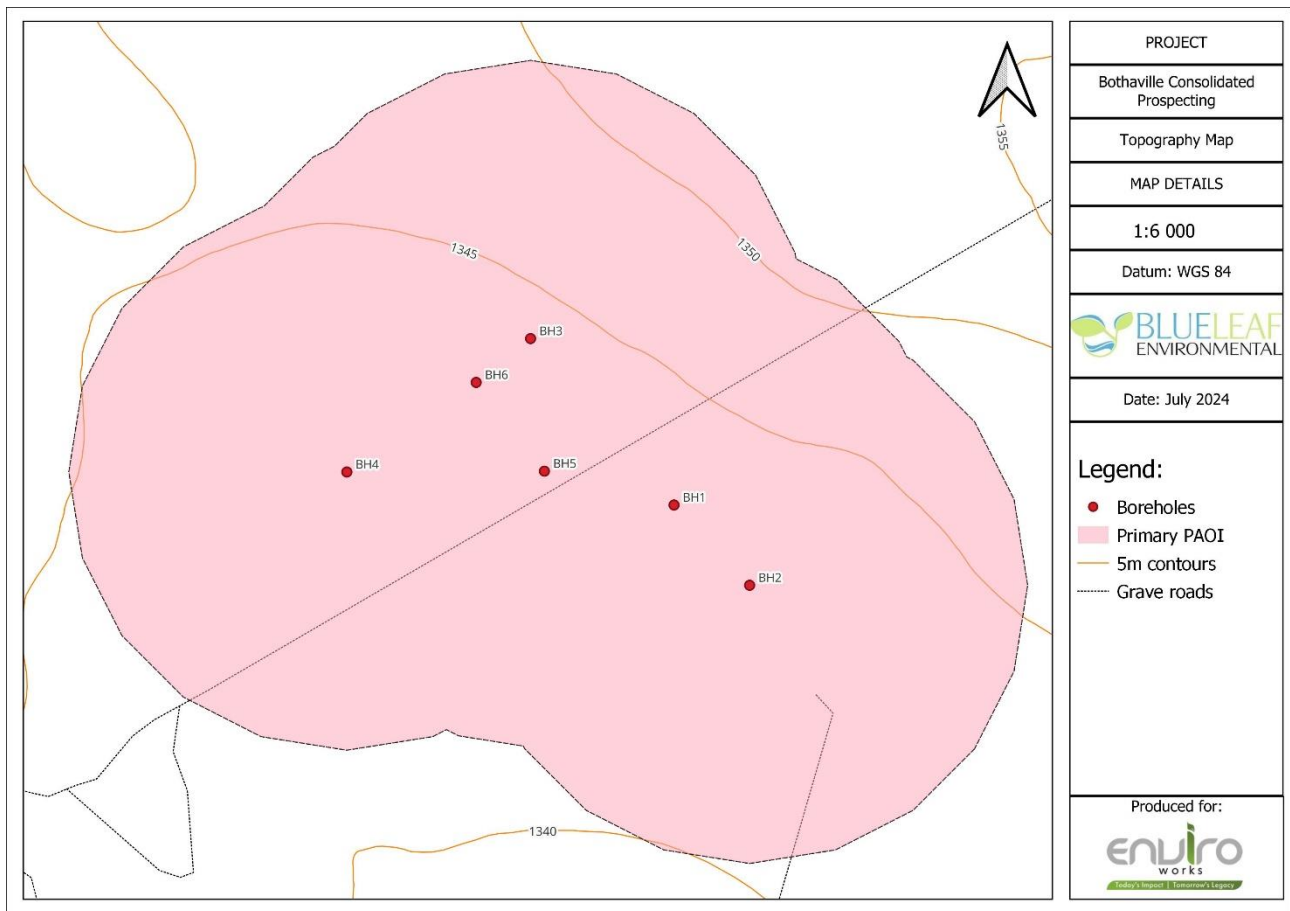 1355
1350
1345
BH3
BH6
BH4
BH5
BH1
BH2
1340
PROJECT
Bothaville Consolidated
Prospecting
Topography Map
MAP DETAILS
1:6 000
Datum: WGS 84
BLUELEAF
ENVIRONMENTAL
Date: July 2024
Legend:
Boreholes
Primary PAOI
5m contours
Grave roads
Produced for:
enviro
works
Today's Impact | Tomorrow's Legacy